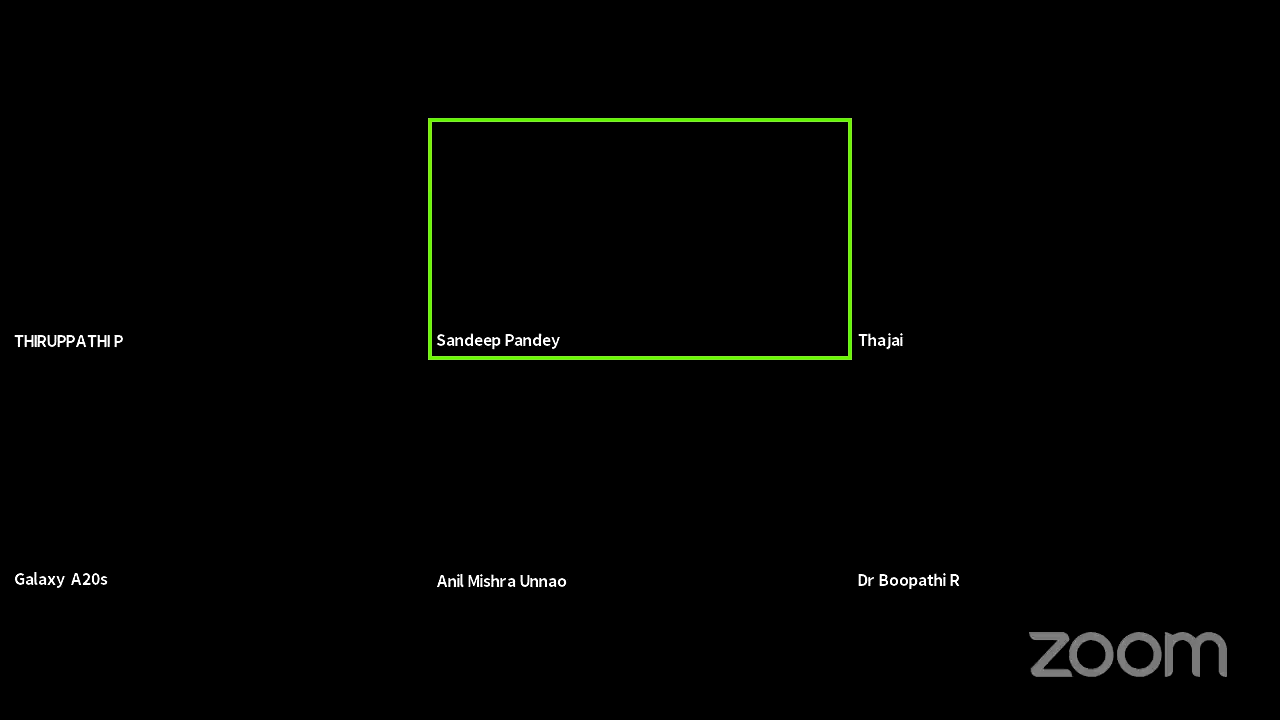 THIRUPPATHI P
Sandeep Pandey
Thajai
Galaxy A20s
Anil Mishra Unnao
Dr Boopathi R
zoom